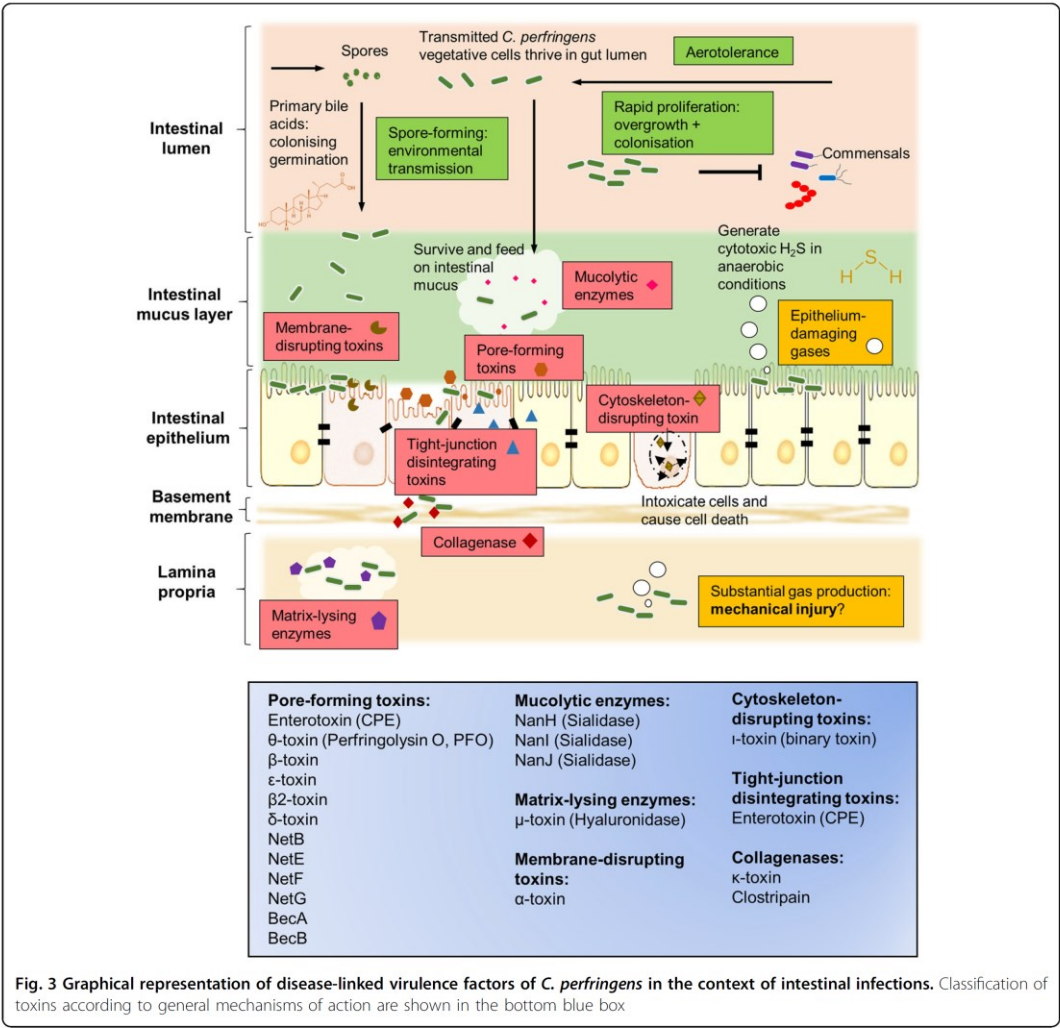 Spores
Transmitted C. perfringens
vegetative cells thrive in gut lumen
Aerotolerance
Primary bile
acids:
colonising
germination
Spore-forming:
environmental
transmission
Rapid proliferation:
overgrowth +
colonisation
Commensals
Intestinal
lumen
OH
O
HO
H
H
H
H
Survive and feed
on intestinal
mucus
Mucolytic
enzymes
Generate
cytotoxic H₂S in
anaerobic
conditions
S
H H
Intestinal
mucus layer
Membrane-
disrupting toxins
Pore-forming
toxins
Epithelium-
damaging
gases
Intestinal
epithelium
Cytoskeleton-
disrupting toxin
Tight-junction
disintegrating
toxins
Basement
membrane
Intoxicate cells and
cause cell death
Collagenase
Lamina
propria
Matrix-lysing
enzymes
Substantial gas production:
mechanical injury?
Pore-forming toxins:
Enterotoxin (CPE)
θ-toxin (Perfringolysin O, PFO)
β-toxin
ε-toxin
β2-toxin
δ-toxin
NetB
NetE
NetF
NetG
BecA
BecB
Mucolytic enzymes:
NanH (Sialidase)
NanI (Sialidase)
NanJ (Sialidase)
Matrix-lysing enzymes:
μ-toxin (Hyaluronidase)
Membrane-disrupting
toxins:
α-toxin
Cytoskeleton-
disrupting toxins:
ι-toxin (binary toxin)
Tight-junction
disintegrating toxins:
Enterotoxin (CPE)
Collagenases:
κ-toxin
Clostripain
Fig. 3 Graphical representation of disease-linked virulence factors of C. perfringens in the context of intestinal infections. Classification of
toxins according to general mechanisms of action are shown in the bottom blue box